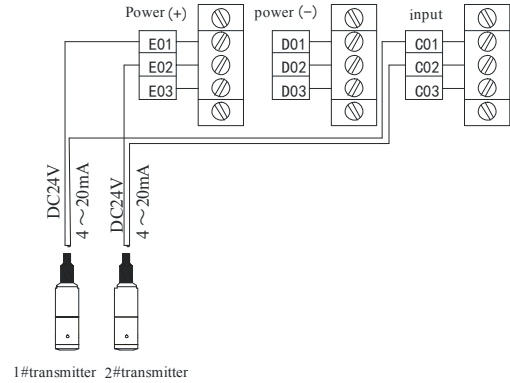 Power (+) power (−) input
E01 D01 C01
E02 D02 C02
E03 D03 C03
DC24V
4～20mA
DC24V
4～20mA
1#transmitter 2#transmitter